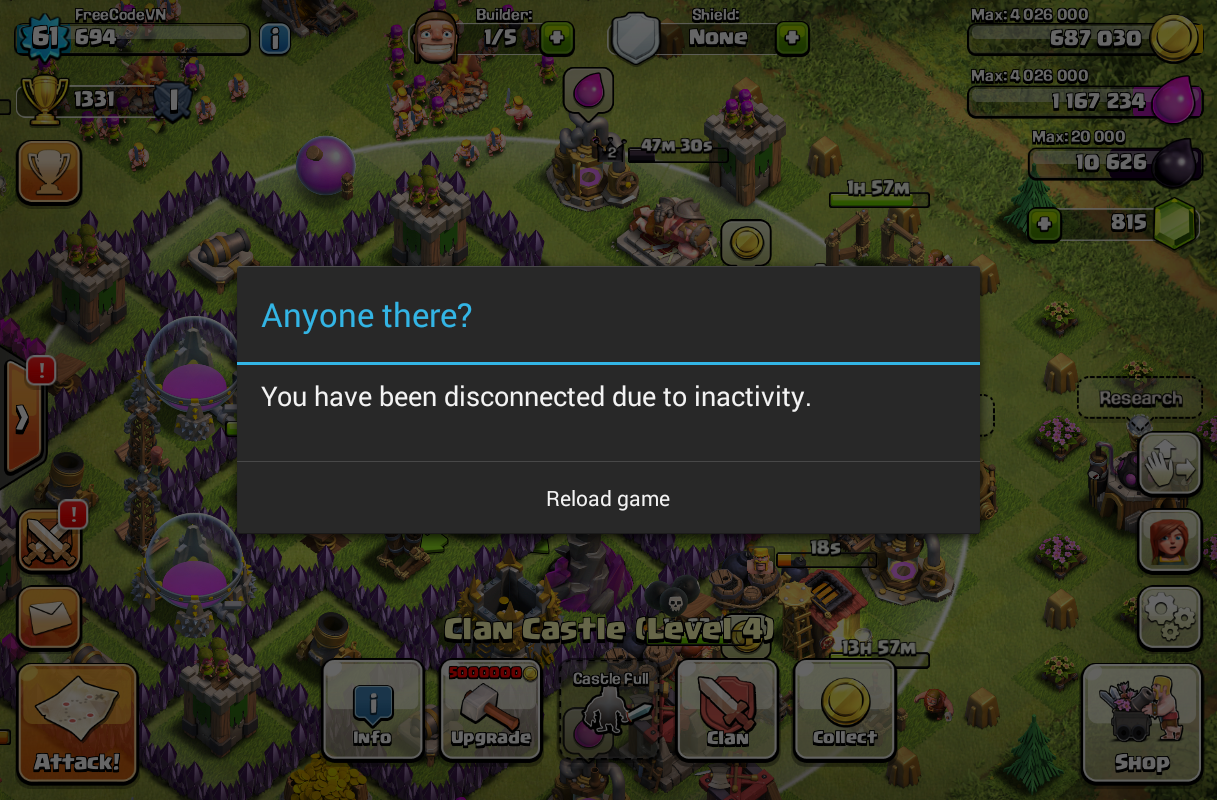 FreeCodeVN
61
694
Builder:
1/5
Shield:
None
Max: 4 026 000
687 030
1331
Max: 4 026 000
1 167 234
Max: 20 000
10 626
815
2
47M 30s
1H 57M
Anyone there?
You have been disconnected due to inactivity.
Reload game
Research
18s
Clan Castle (Level 4)
13H 57M
Info
5000000
Upgrade
Castle full
Clan
Collect
Attack!
Shop